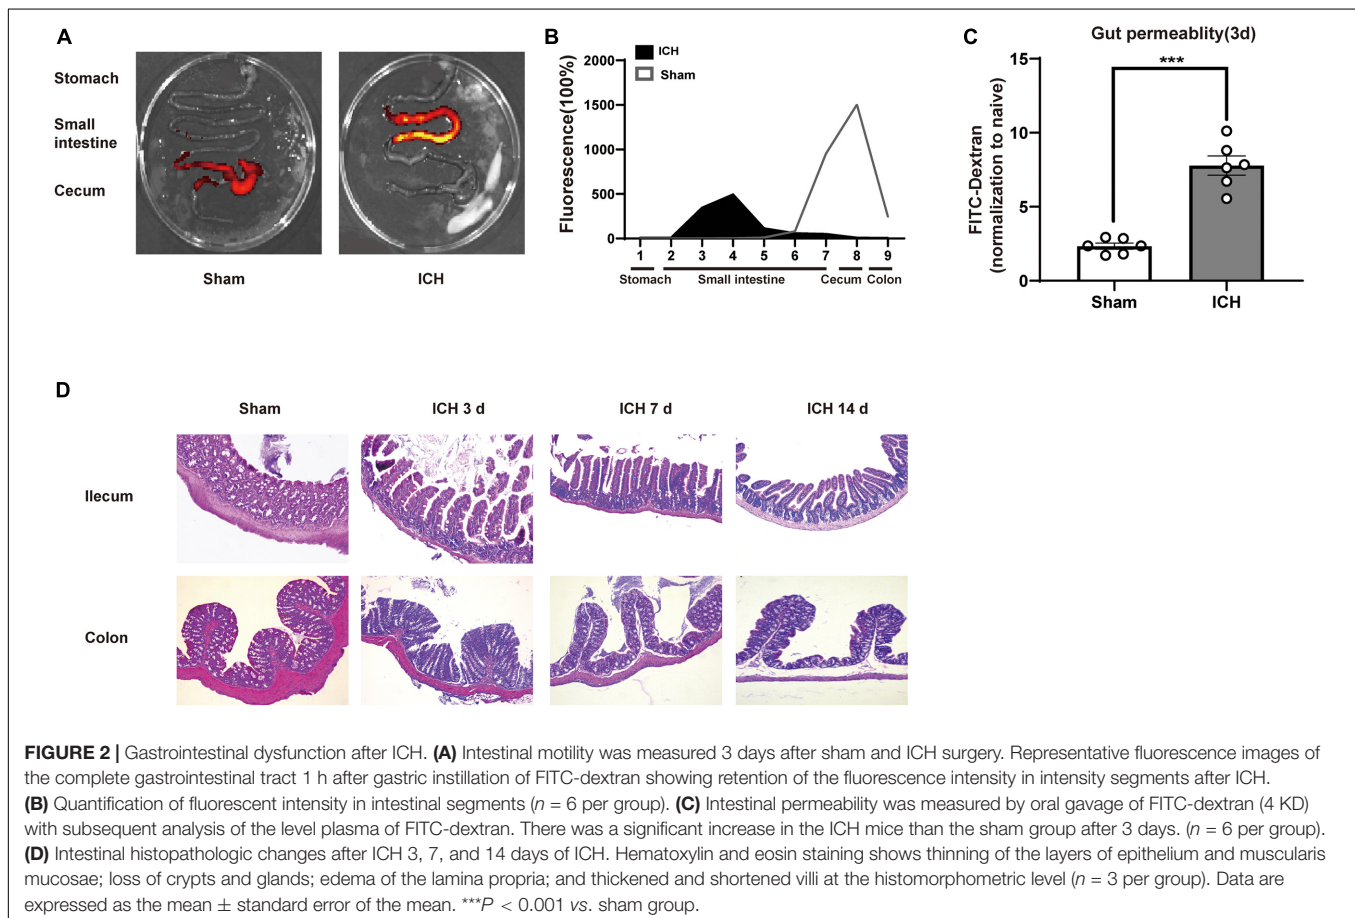 A
Stomach
Small
intestine
Cecum
Sham
ICH
B
ICH
Sham
Fluorescence(100%)
2000
1500
1000
500
0
1 2 3 4 5 6 7 8 9
Stomach Small intestine Cecum Colon
C
Gut permeablity(3d)
***
FITC-Dextran
(normalization to naive)
15
10
5
0
Sham ICH
D
Sham ICH 3 d ICH 7 d ICH 14 d
Ilecum
Colon
FIGURE 2 | Gastrointestinal dysfunction after ICH. (A) Intestinal motility was measured 3 days after sham and ICH surgery. Representative fluorescence images of
the complete gastrointestinal tract 1 h after gastric instillation of FITC-dextran showing retention of the fluorescence intensity in intensity segments after ICH.
(B) Quantification of fluorescent intensity in intestinal segments (n = 6 per group). (C) Intestinal permeability was measured by oral gavage of FITC-dextran (4 KD)
with subsequent analysis of the level plasma of FITC-dextran. There was a significant increase in the ICH mice than the sham group after 3 days. (n = 6 per group).
(D) Intestinal histopathologic changes after ICH 3, 7, and 14 days of ICH. Hematoxylin and eosin staining shows thinning of the layers of epithelium and muscularis
mucosae; loss of crypts and glands; edema of the lamina propria; and thickened and shortened villi at the histomorphometric level (n = 3 per group). Data are
expressed as the mean ± standard error of the mean. ***P < 0.001 vs. sham group.